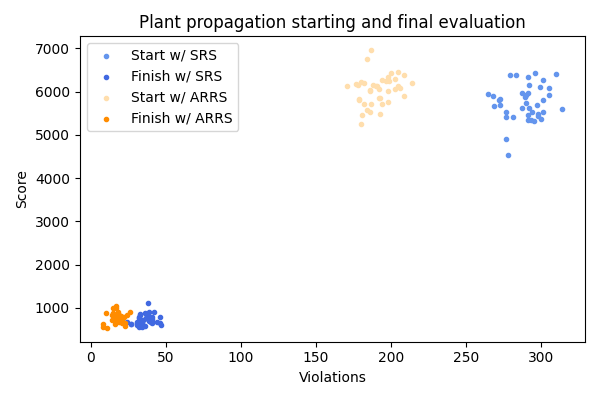 Plant propagation starting and final evaluation
Start w/ SRS
Finish w/ SRS
Start w/ ARRS
Finish w/ ARRS
Score
7000
6000
5000
4000
3000
2000
1000
0
50
100
150
200
250
300
Violations